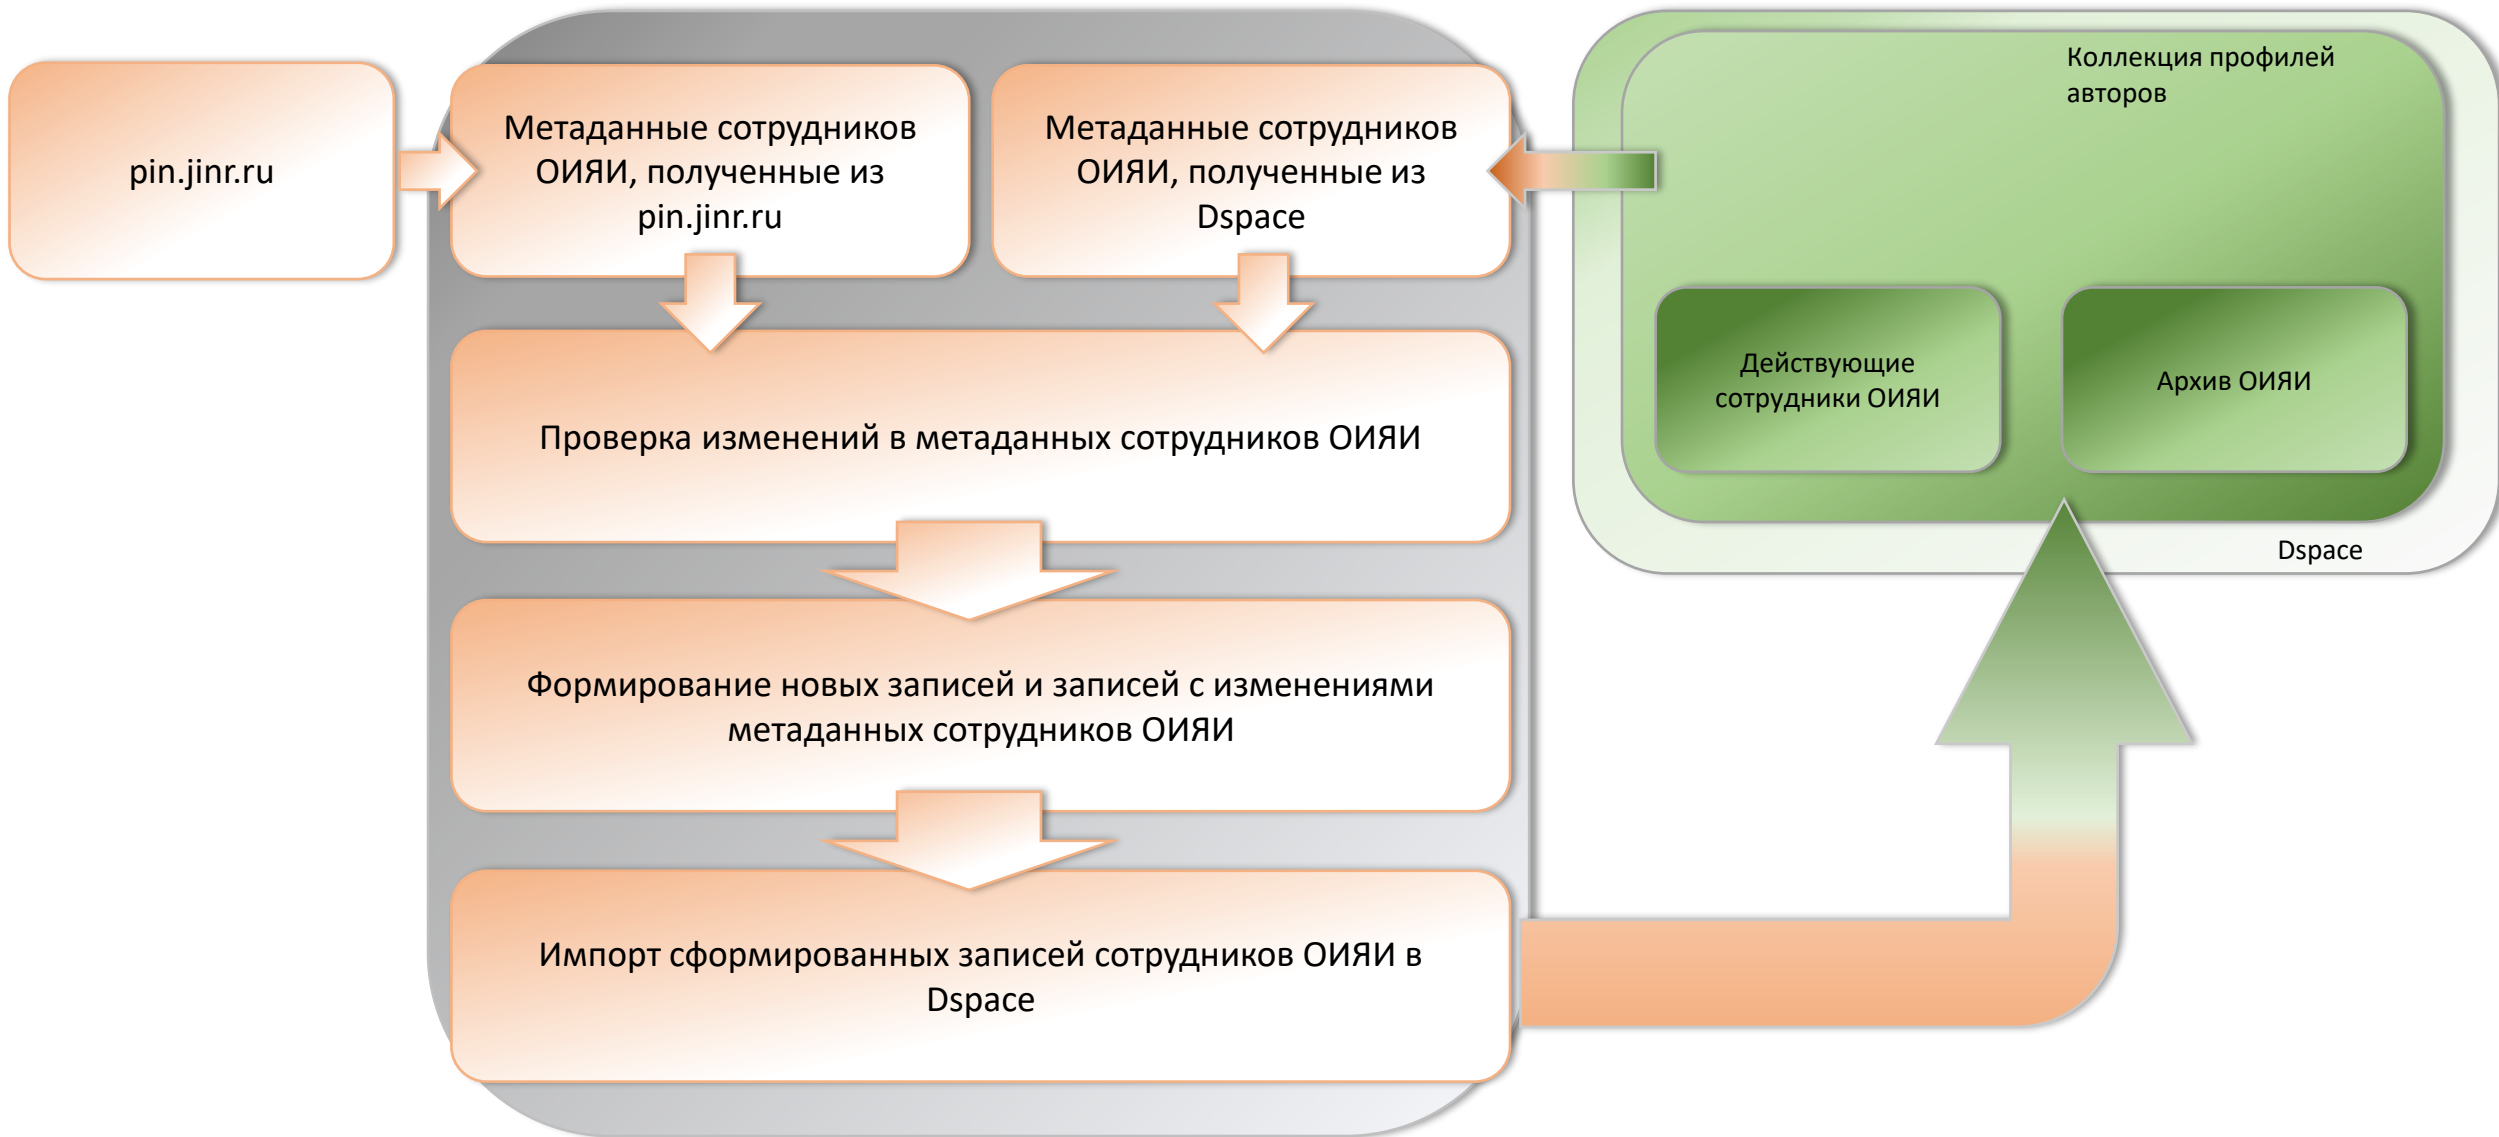 pin.jinr.ru
Метаданные сотрудников
ОИЯИ, полученные из
pin.jinr.ru
Метаданные сотрудников
ОИЯИ, полученные из
Dspace
Коллекция профилей
авторов
Действующие
сотрудники ОИЯИ
Архив ОИЯИ
Dspace
Проверка изменений в метаданных сотрудников ОИЯИ
Формирование новых записей и записей с изменениями
метаданных сотрудников ОИЯИ
Импорт сформированных записей сотрудников ОИЯИ в
Dspace